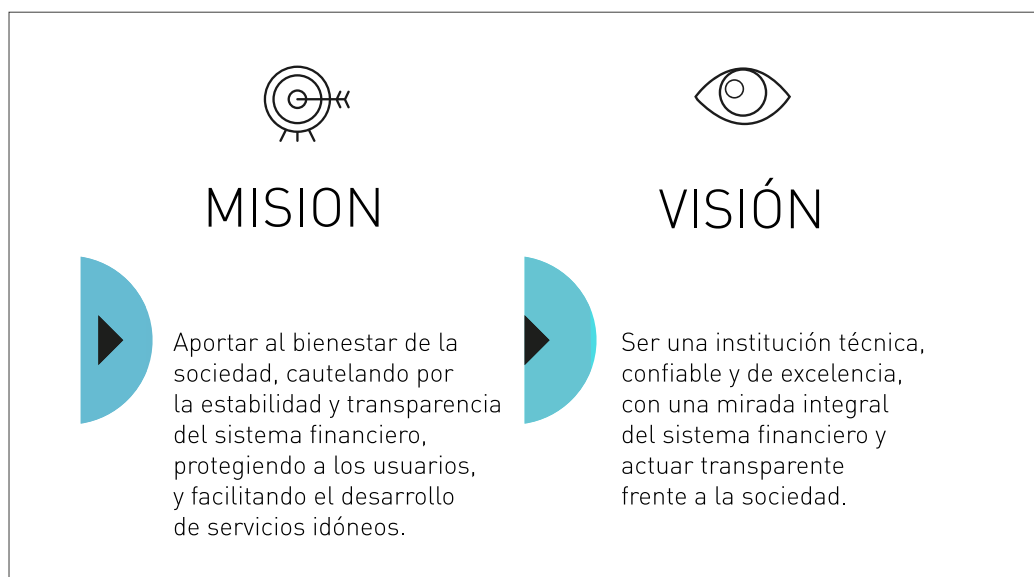 MISION
Aportar al bienestar de la
sociedad, cautelando por
la estabilidad y transparencia
del sistema financiero,
protegiendo a los usuarios,
y facilitando el desarrollo
de servicios idóneos.
VISIÓN
Ser una institución técnica,
confiable y de excelencia,
con una mirada integral
del sistema financiero y
actuar transparente
frente a la sociedad.